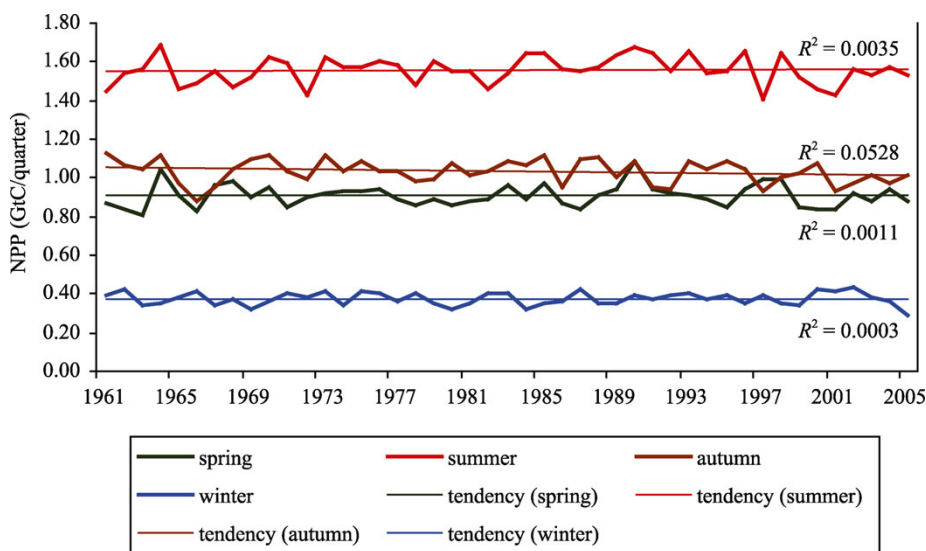 1.80
1.60
1.40
1.20
1.00
0.80
0.60
0.40
0.20
0.00
NPP (GtC/quarter)
R² = 0.0035
R² = 0.0528
R² = 0.0011
R² = 0.0003
1961 1965 1969 1973 1977 1981 1985 1989 1993 1997 2001 2005
spring summer autumn
winter tendency (spring) tendency (summer)
tendency (autumn) tendency (winter)